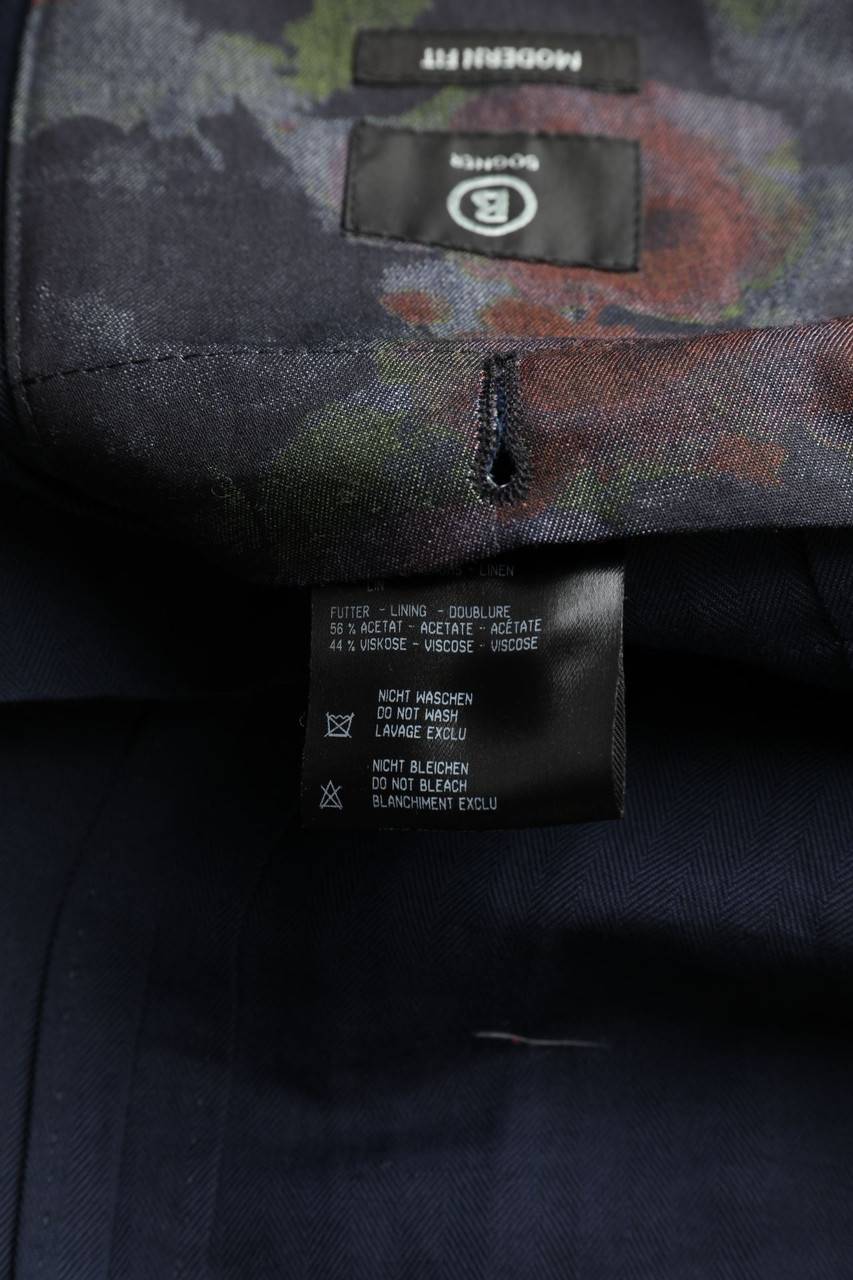 MODERN FIT
BOGNER
B
LINEN
FUTTER - LINING - DOUBLURE
56 % ACETAT - ACETATE - ACÉTATE
44 % VISKOSE - VISCOSE - VISCOSE
NICHT WASCHEN
DO NOT WASH
LAVAGE EXCLU
NICHT BLEICHEN
DO NOT BLEACH
BLANCHIMENT EXCLU